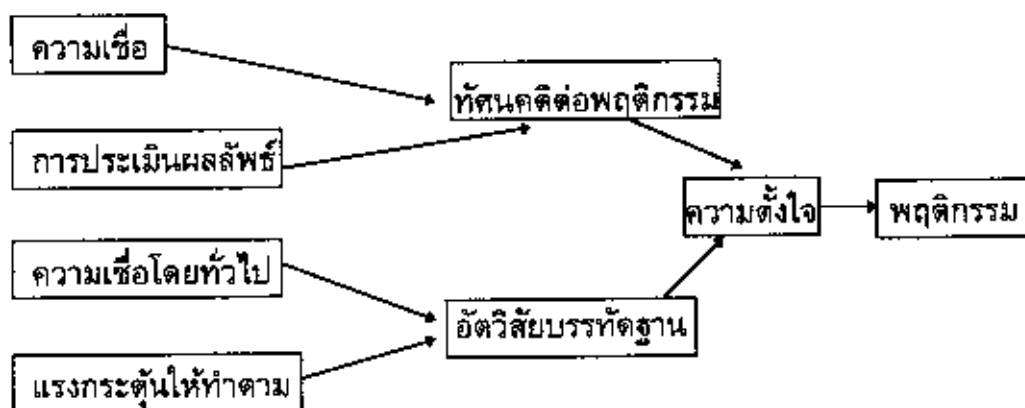 ความเชื่อ
ทัศนคติต่อพฤติกรรม
การประเมินผลลัพธ์
ความตั้งใจ
พฤติกรรม
ความเชื่อโดยทั่วไป
อัตวิสัยบรรทัดฐาน
แรงกระตุ้นให้ทำตาม